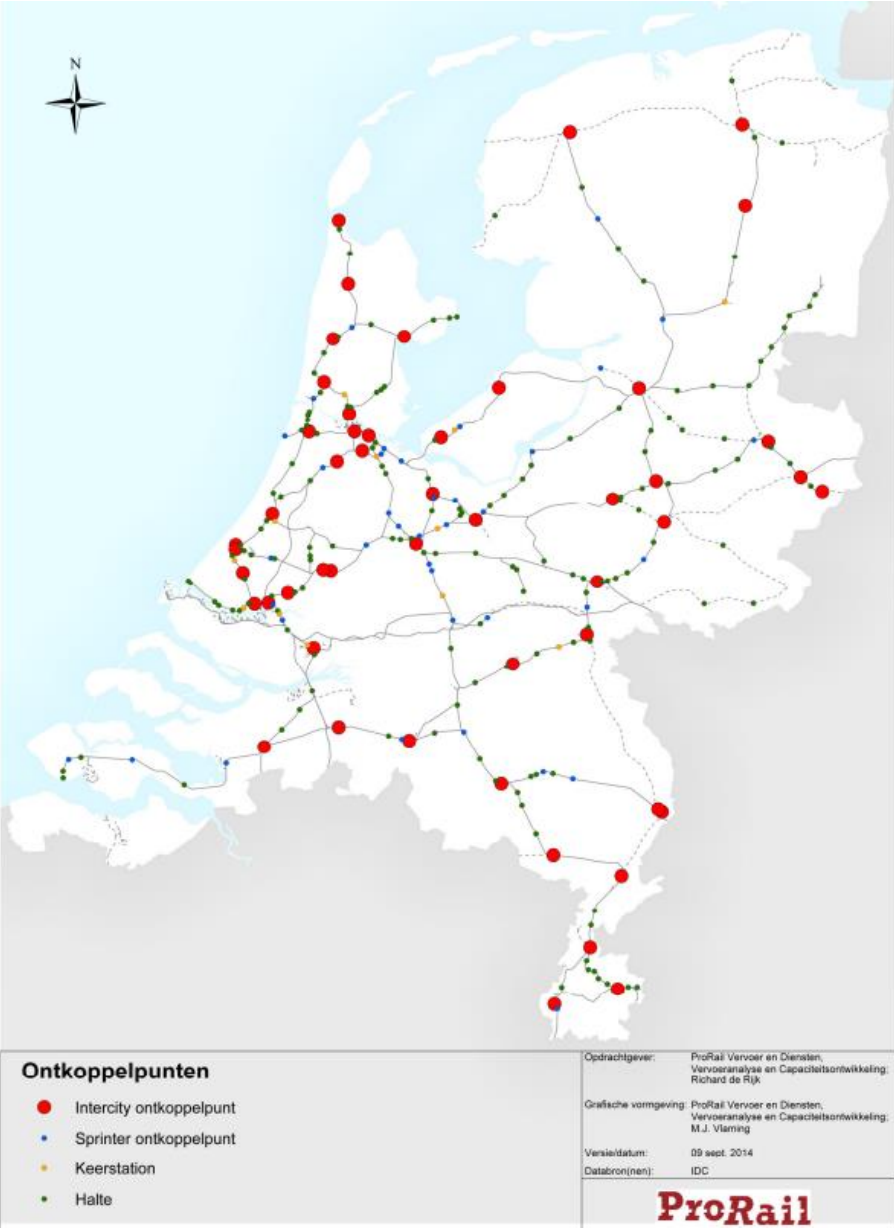 N
Ontkoppelpunten
Intercity ontkoppelpunt
Sprinter ontkoppelpunt
Keerstation
Halte
Opdrachtgever: ProRail Vervoer en Diensten,
Vervoeranalyse en Capaciteitsontwikkeling;
Richard de Rijk
Grafische vormgeving: ProRail Vervoer en Diensten,
Vervoeranalyse en Capaciteitsontwikkeling;
M.J. Vlaming
Versie/datum: 09 sept. 2014
Databron(nen): IDC
ProRail